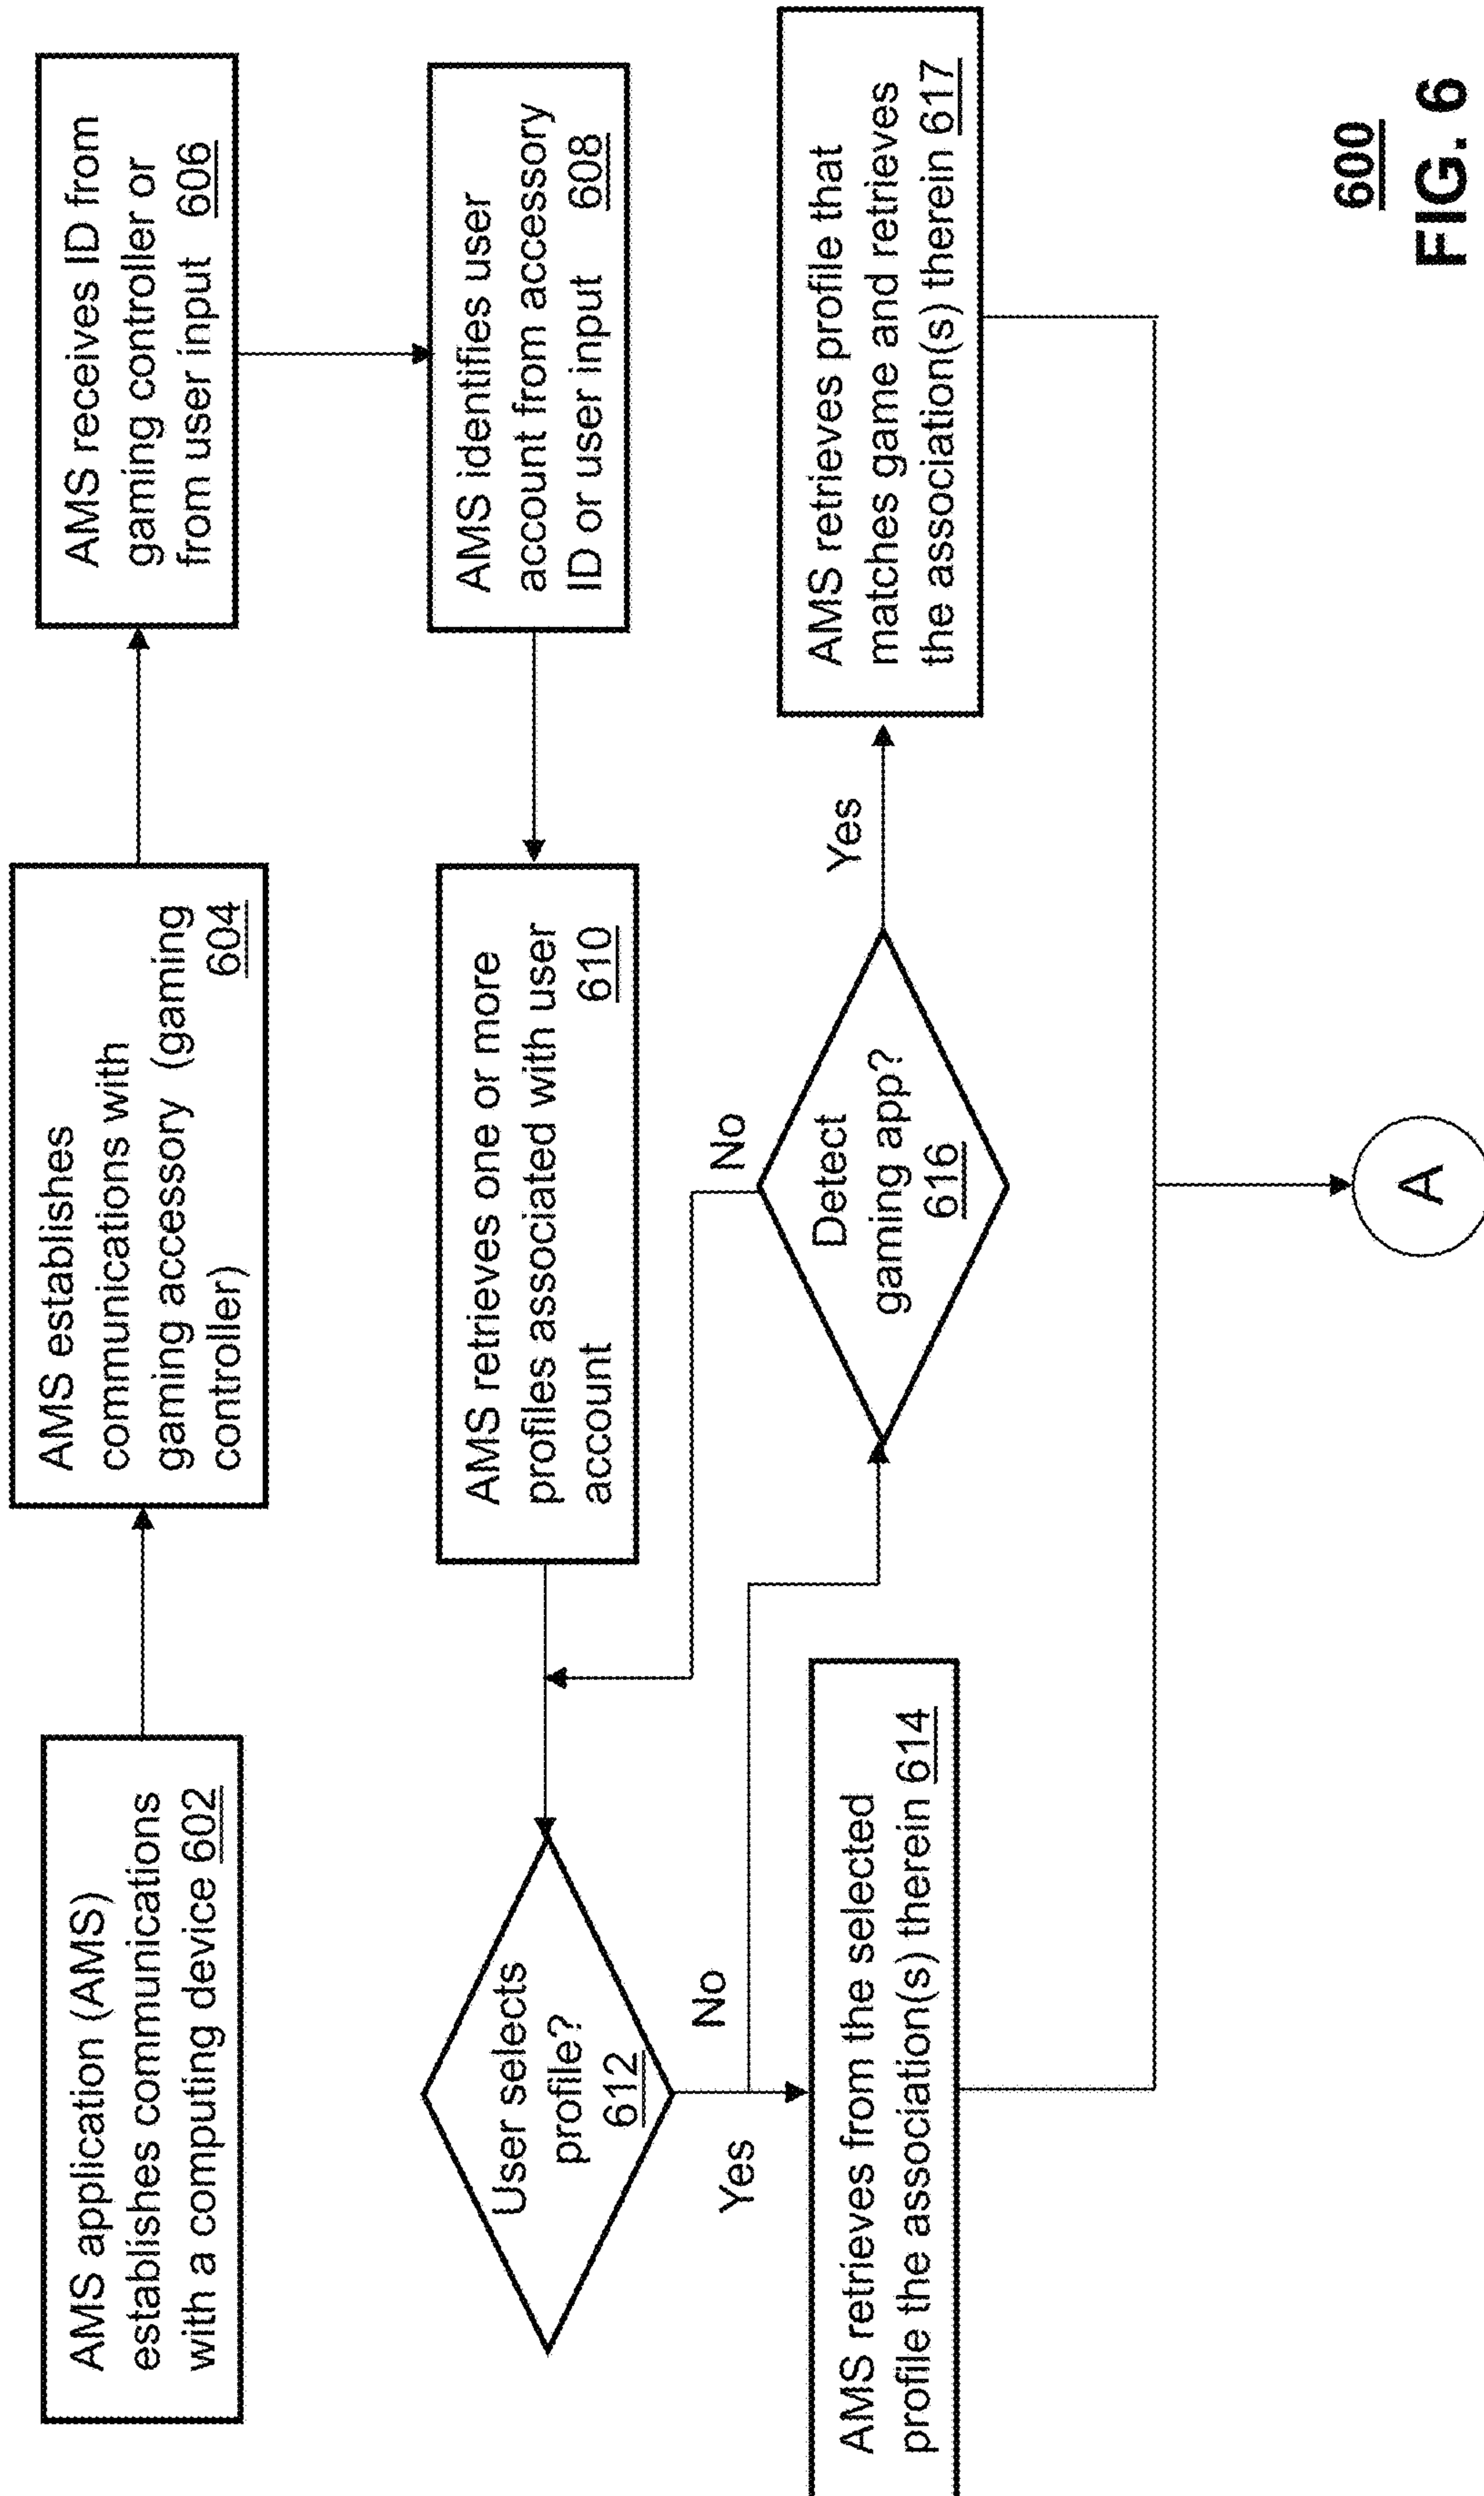 AMS application (AMS)
establishes communications
with a computing device 602
AMS establishes
communications with
gaming accessory (gaming
controller) 604
AMS receives ID from
gaming controller or
from user input 606
AMS identifies user
account from accessory
ID or user input 608
AMS retrieves one or more
profiles associated with user
account 610
User selects
profile?
612
No
Yes
AMS retrieves from the selected
profile the association(s) therein 614
No
Detect
gaming app?
616
Yes
AMS retrieves profile that
matches game and retrieves
the association(s) therein 617
A
600
FIG. 6